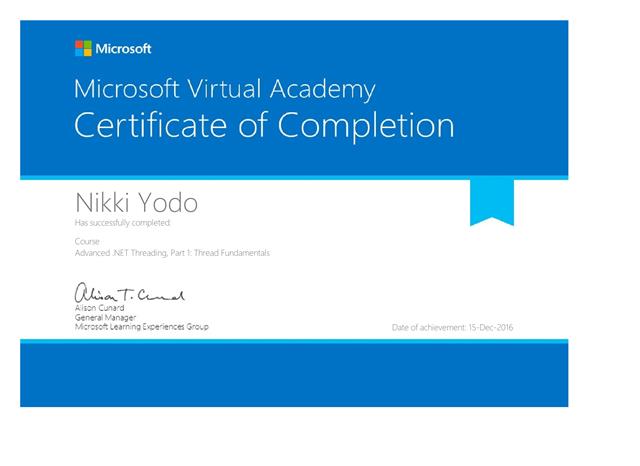 Microsoft
Microsoft Virtual Academy
Certificate of Completion
Nikki Yodo
Has successfully completed:
Course
Advanced .NET Threading, Part 1: Thread Fundamentals
Alison T. Cunard
Alison Cunard
General Manager
Microsoft Learning Experiences Group
Date of achievement: 15-Dec-2016